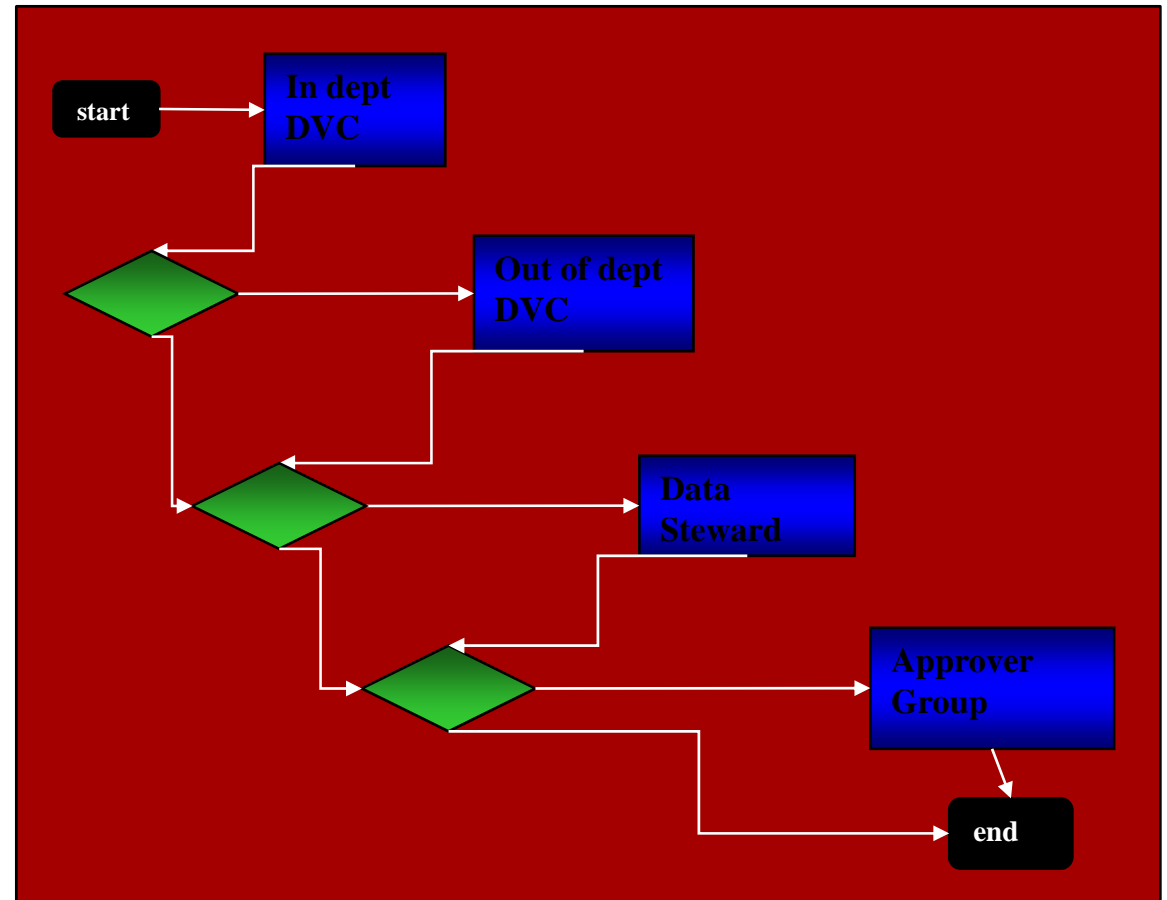 start
In dept
DVC
Out of dept
DVC
Data
Steward
Approver
Group
end